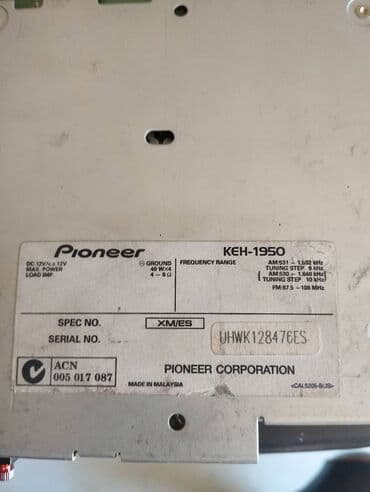 Pioneer KEH-1950
DC 12V
MAX. POWER
LOAD IMP.
⊖ GROUND
40 W×4
4 – 8 Ω
FREQUENCY RANGE
AM:531 – 1,602 kHz
TUNING STEP 9 kHz
AM:530 – 1,640 kHz
TUNING STEP 10 kHz
FM:87.5 – 108 MHz
SPEC NO. XM/ES
SERIAL NO. UHWK128476ES
ACN
005 017 087
PIONEER CORPORATION
MADE IN MALAYSIA